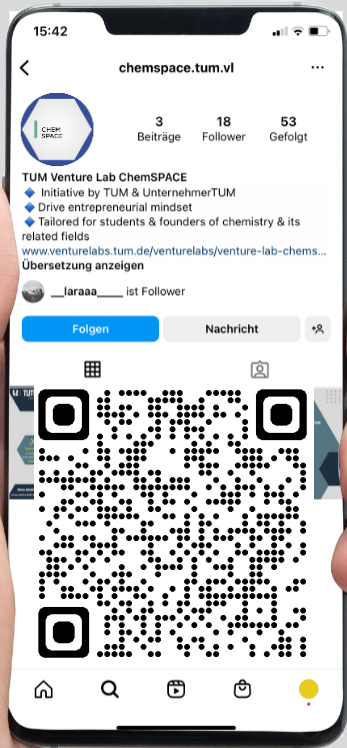 15:42
chemspace.tum.vl
CHEM
SPACE
3
Beiträge
18
Follower
53
Gefolgt
TUM Venture Lab ChemSPACE
Initiative by TUM & UnternehmerTUM
Drive entrepreneurial mindset
Tailored for students & founders of chemistry & its
related fields
www.venturelabs.tum.de/venturelabs/venture-lab-chems...
Übersetzung anzeigen
__laraaa____ ist Follower
Folgen
Nachricht